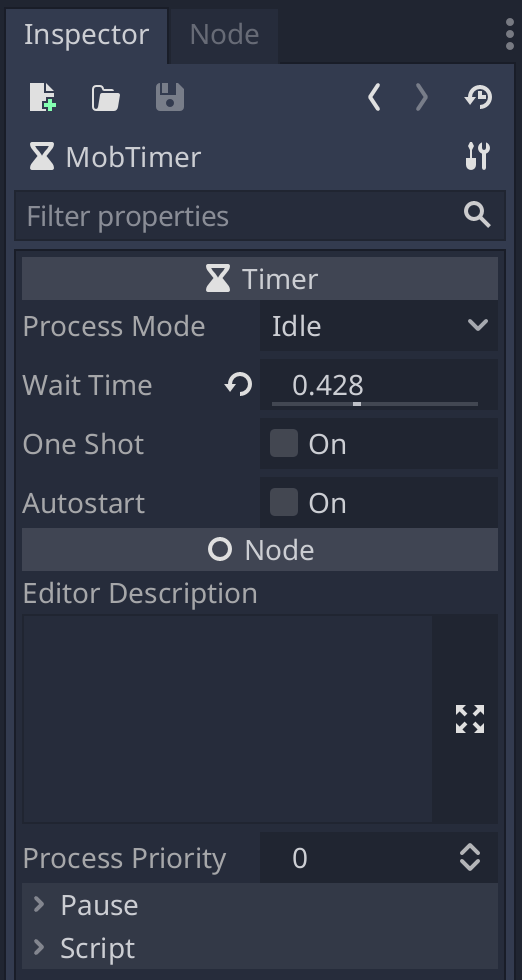 Inspector Node
MobTimer
Filter properties
Timer
Process Mode Idle
Wait Time 0.428
One Shot On
Autostart On
Node
Editor Description
Process Priority 0
Pause
Script